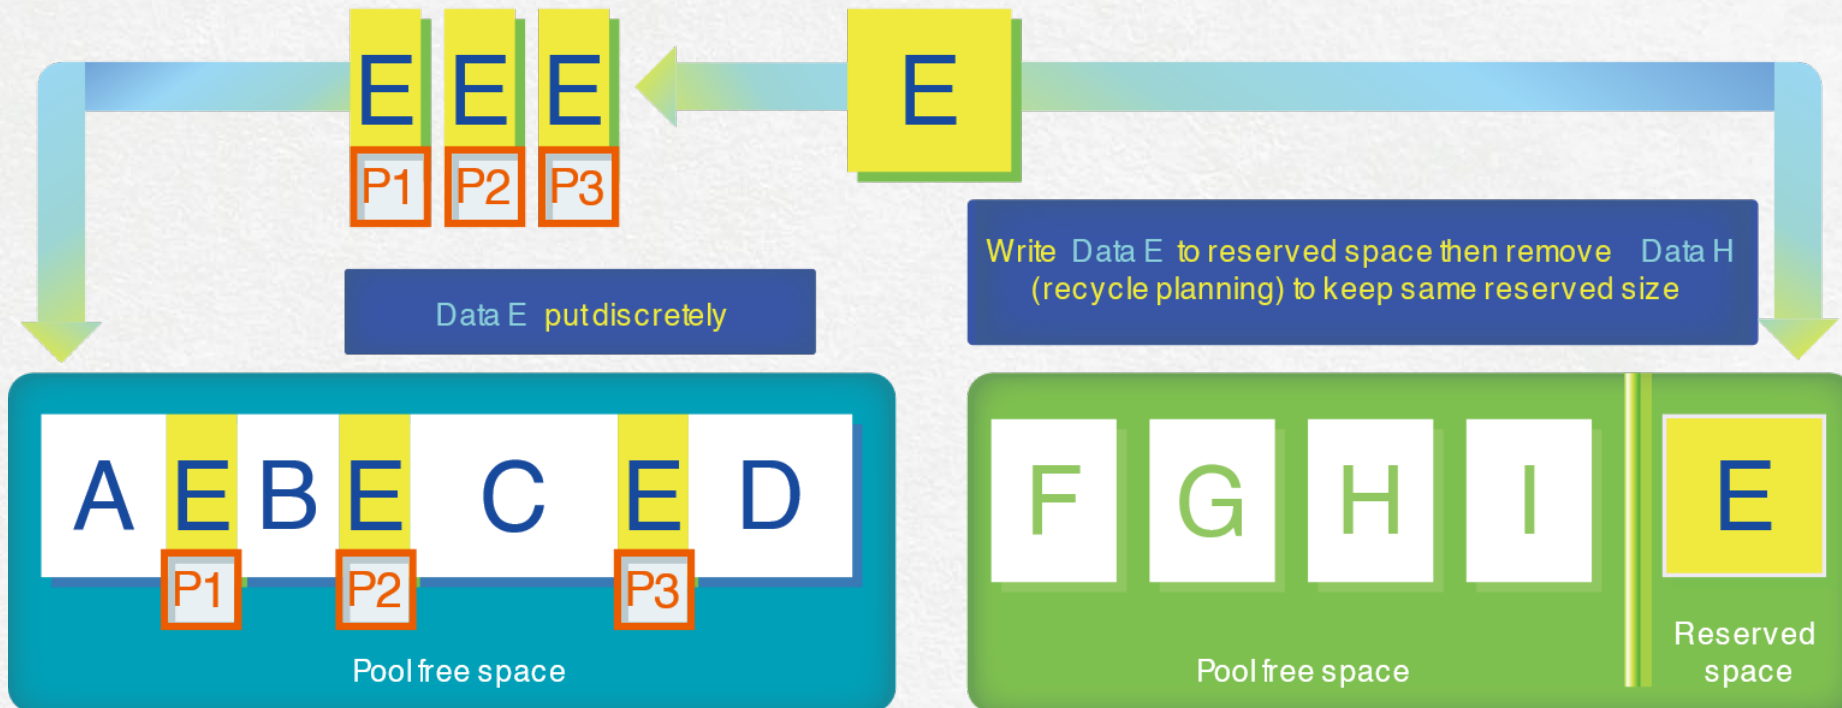 E E E E
P1 P2 P3
Write Data E to reserved space then remove Data H
(recycle planning) to keep same reserved size
Data E put discretely
A E B E C E D
P1 P2 P3
Pool free space
F G H I E
Pool free space
Reserved
space